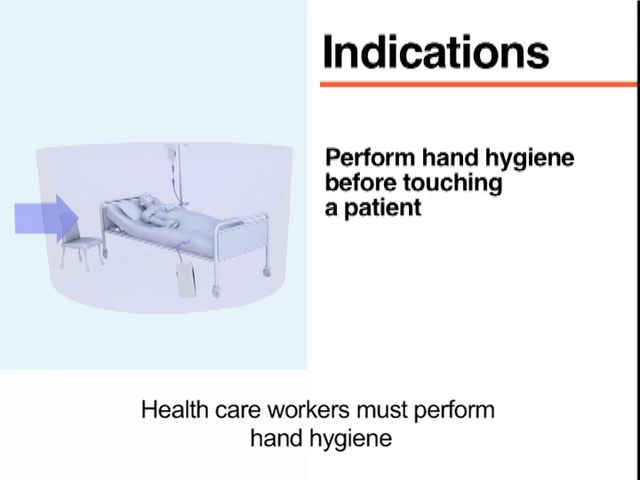 Indications
Perform hand hygiene
before touching
a patient
Health care workers must perform
hand hygiene